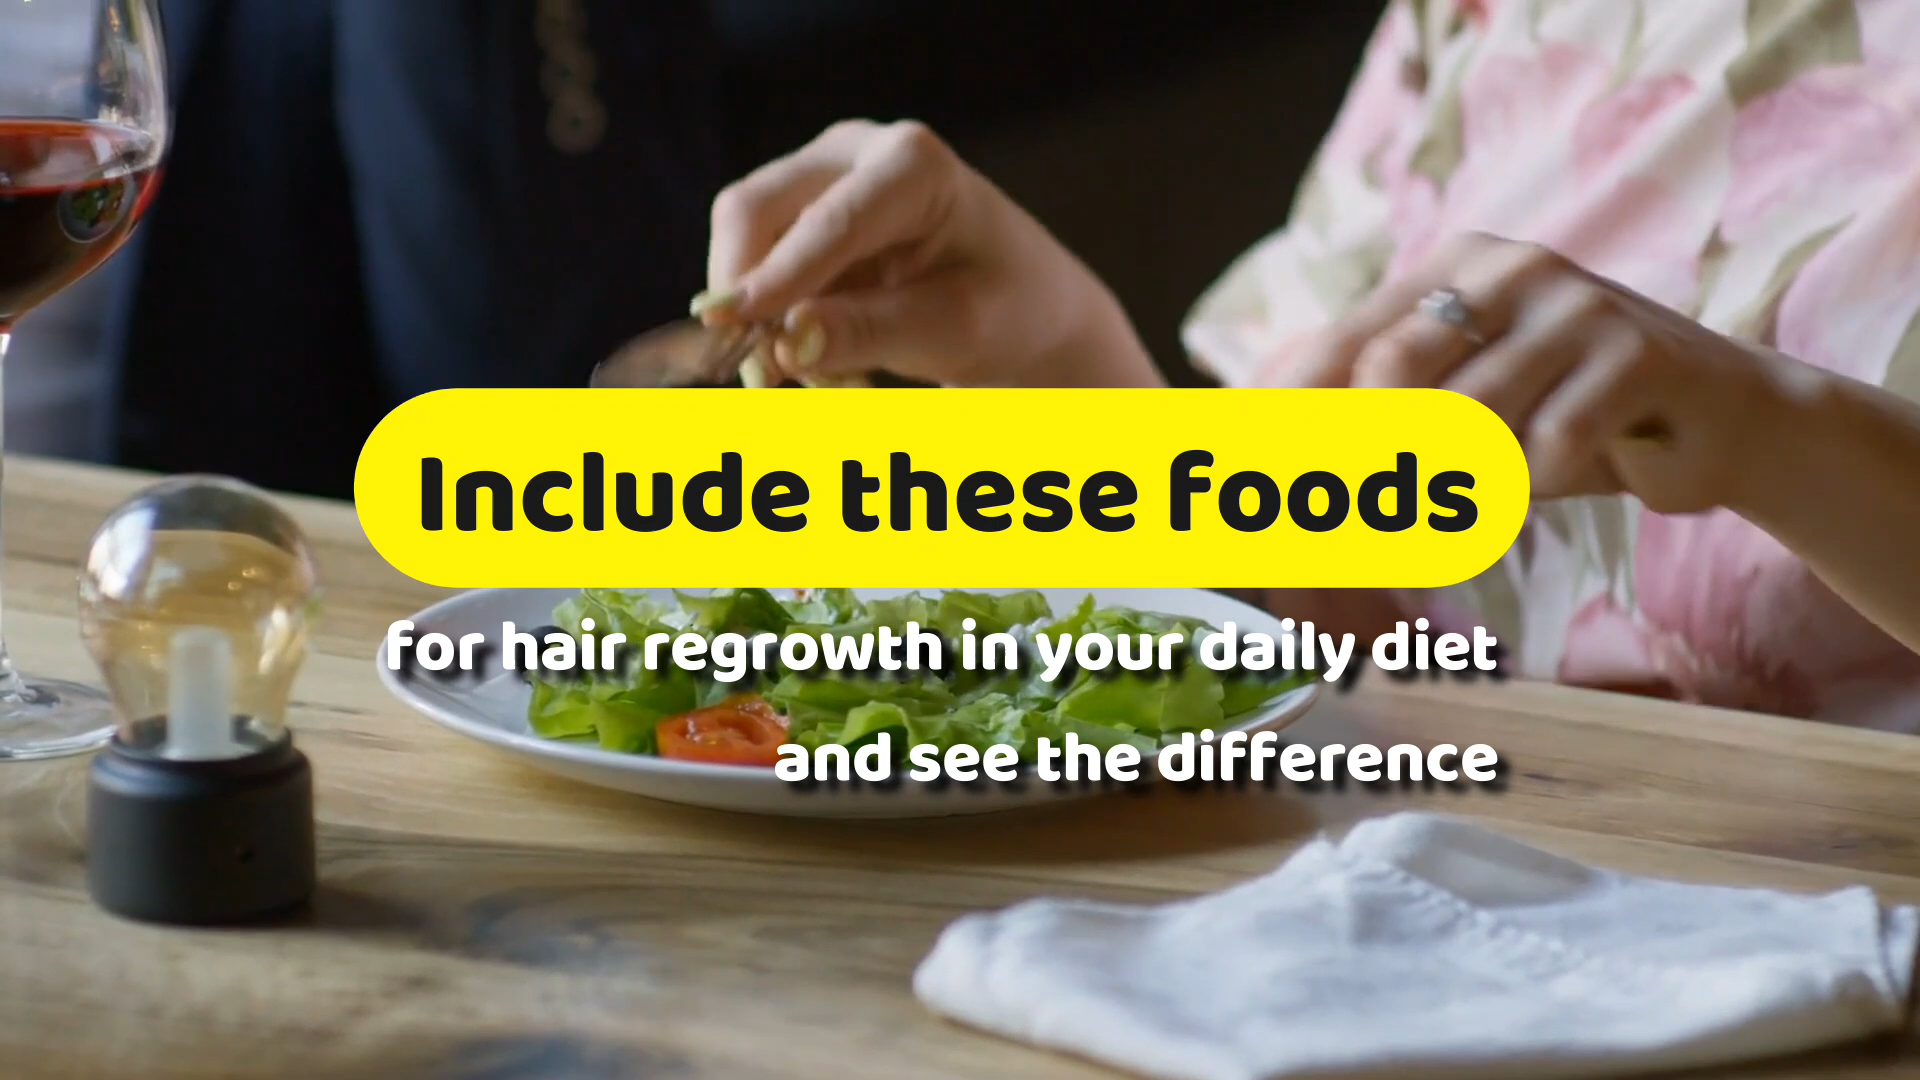 Include these foods
for hair regrowth in your daily diet
and see the difference